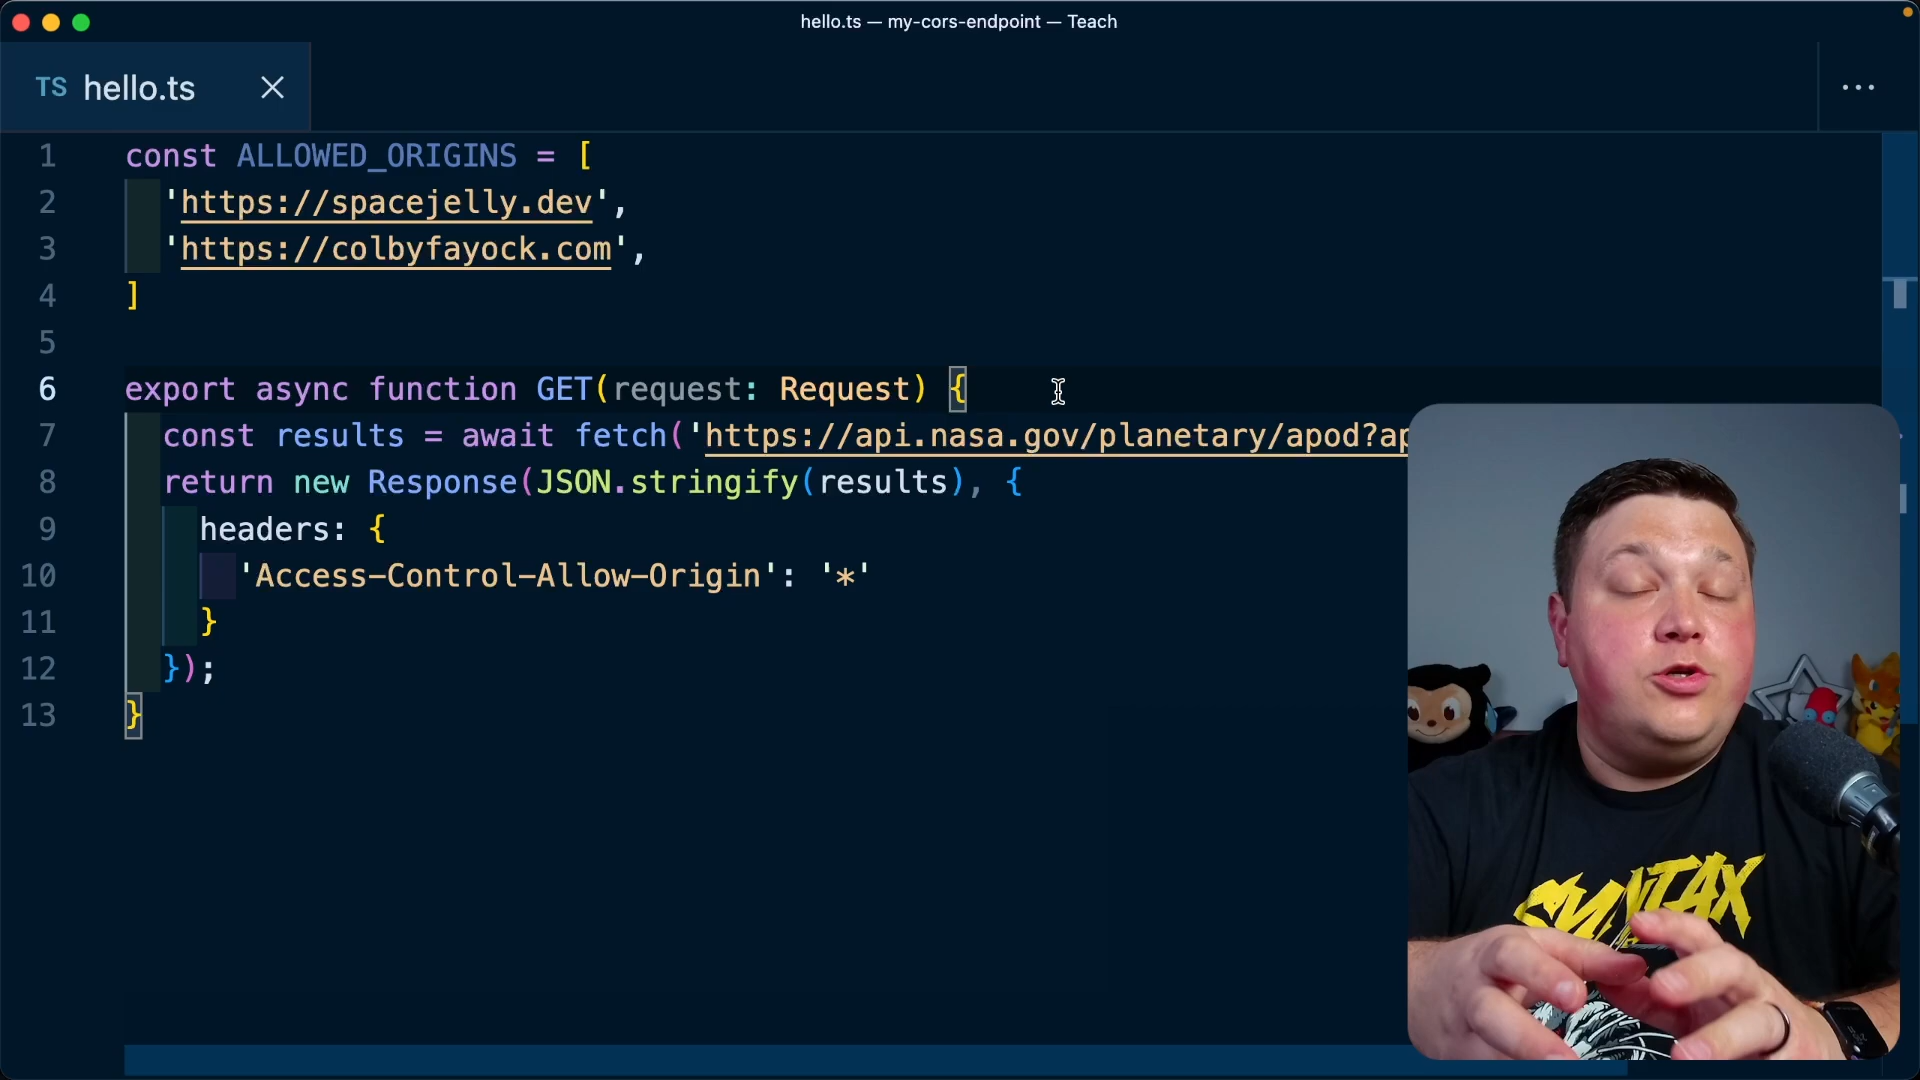 hello.ts — my-cors-endpoint — Teach
TS hello.ts
1 const ALLOWED_ORIGINS = [
2 'https://spacejelly.dev',
3 'https://colbyfayock.com',
4 ]
5
6 export async function GET(request: Request) {
7 const results = await fetch('https://api.nasa.gov/planetary/apod?ap
8 return new Response(JSON.stringify(results), {
9 headers: {
10 'Access-Control-Allow-Origin': '*'
11 }
12 });
13 }
SYNTAX